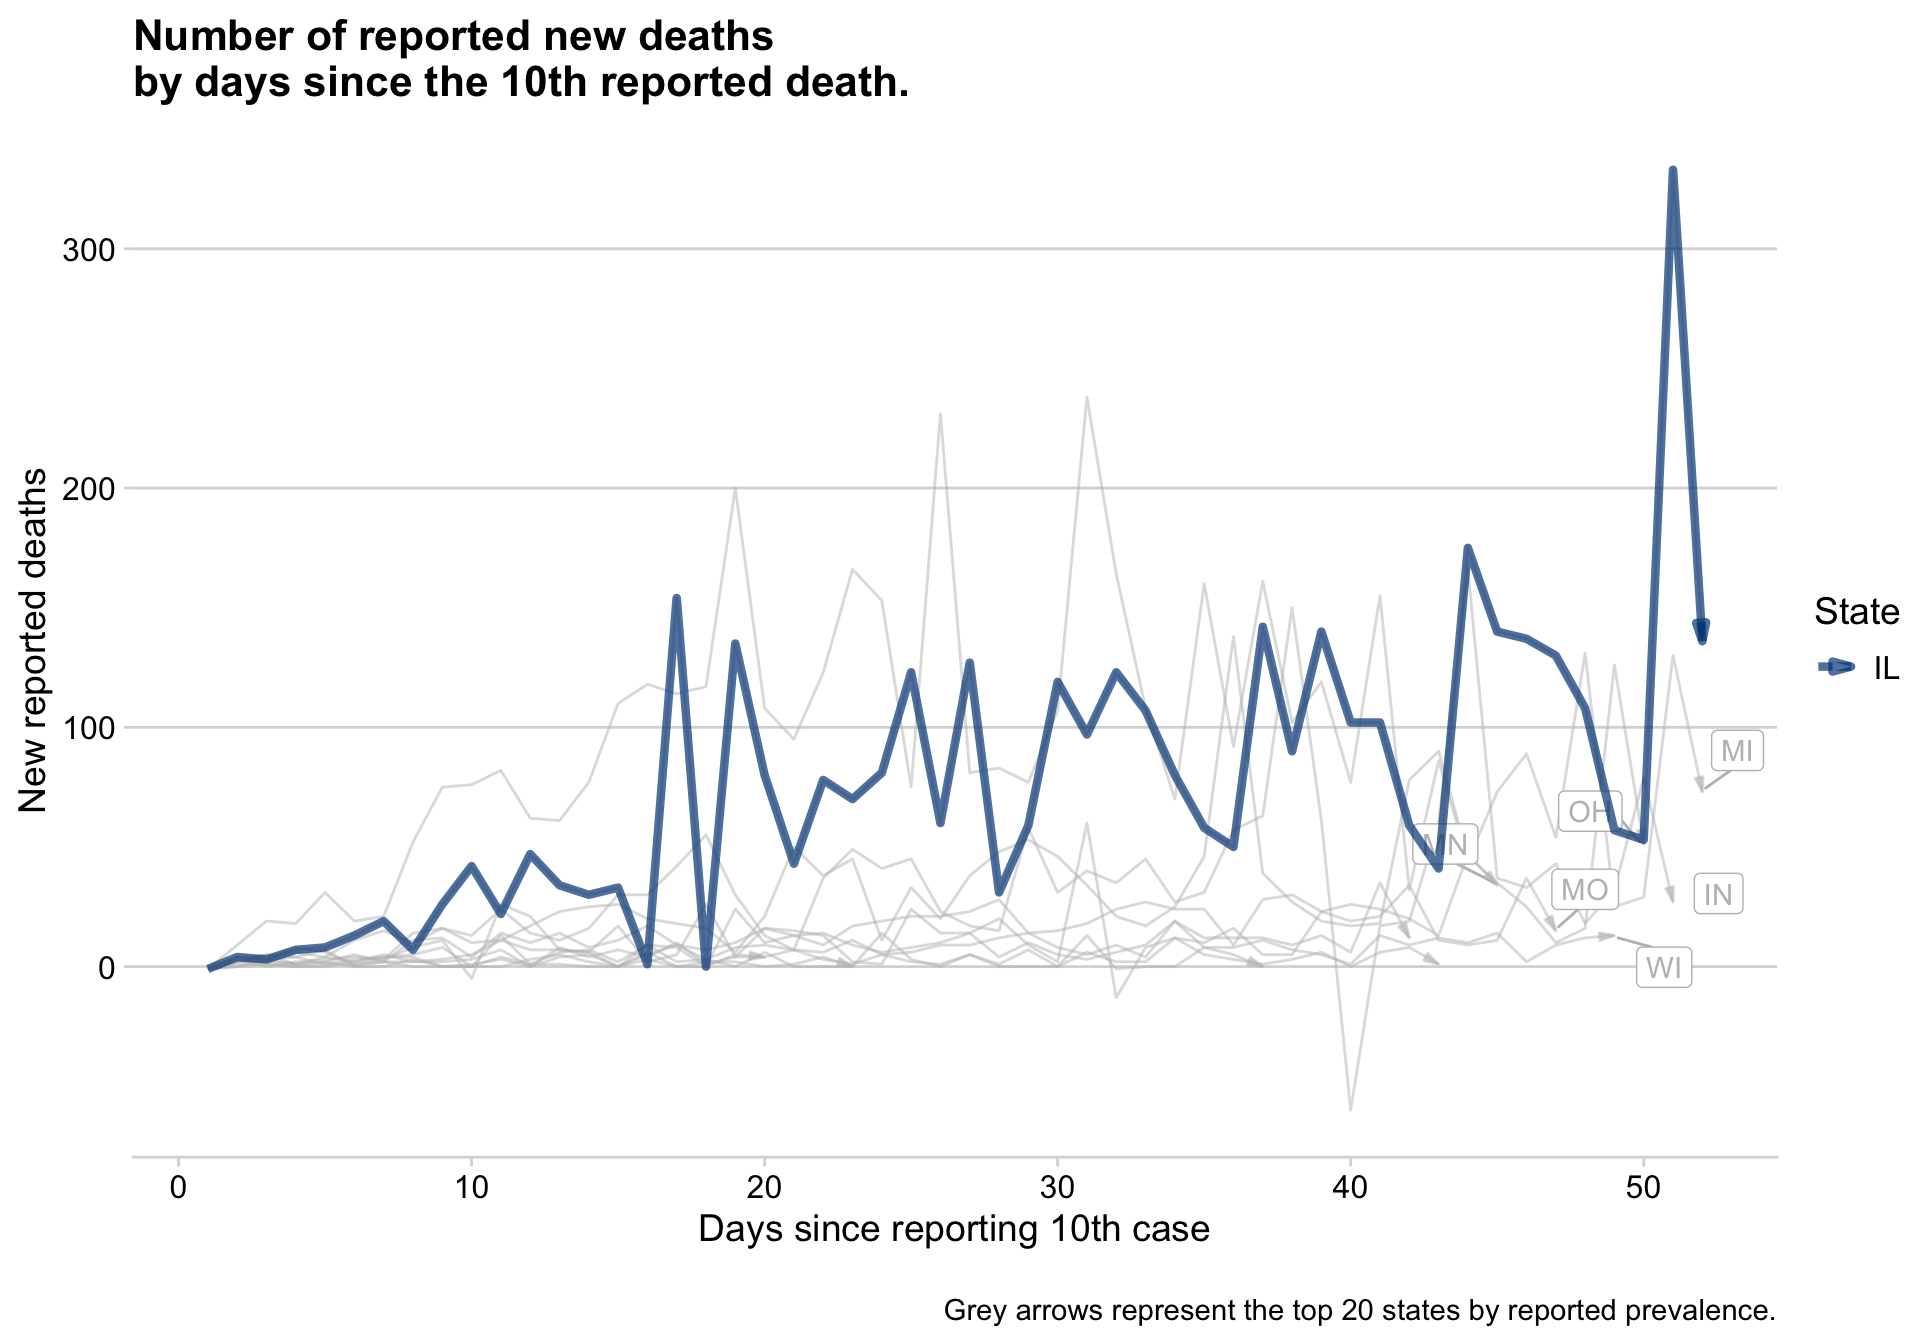 Number of reported new deaths
by days since the 10th reported death.
New reported deaths
300
200
100
0
MI
OH
MN
MO
IN
WI
State
IL
0 10 20 30 40 50
Days since reporting 10th case
Grey arrows represent the top 20 states by reported prevalence.